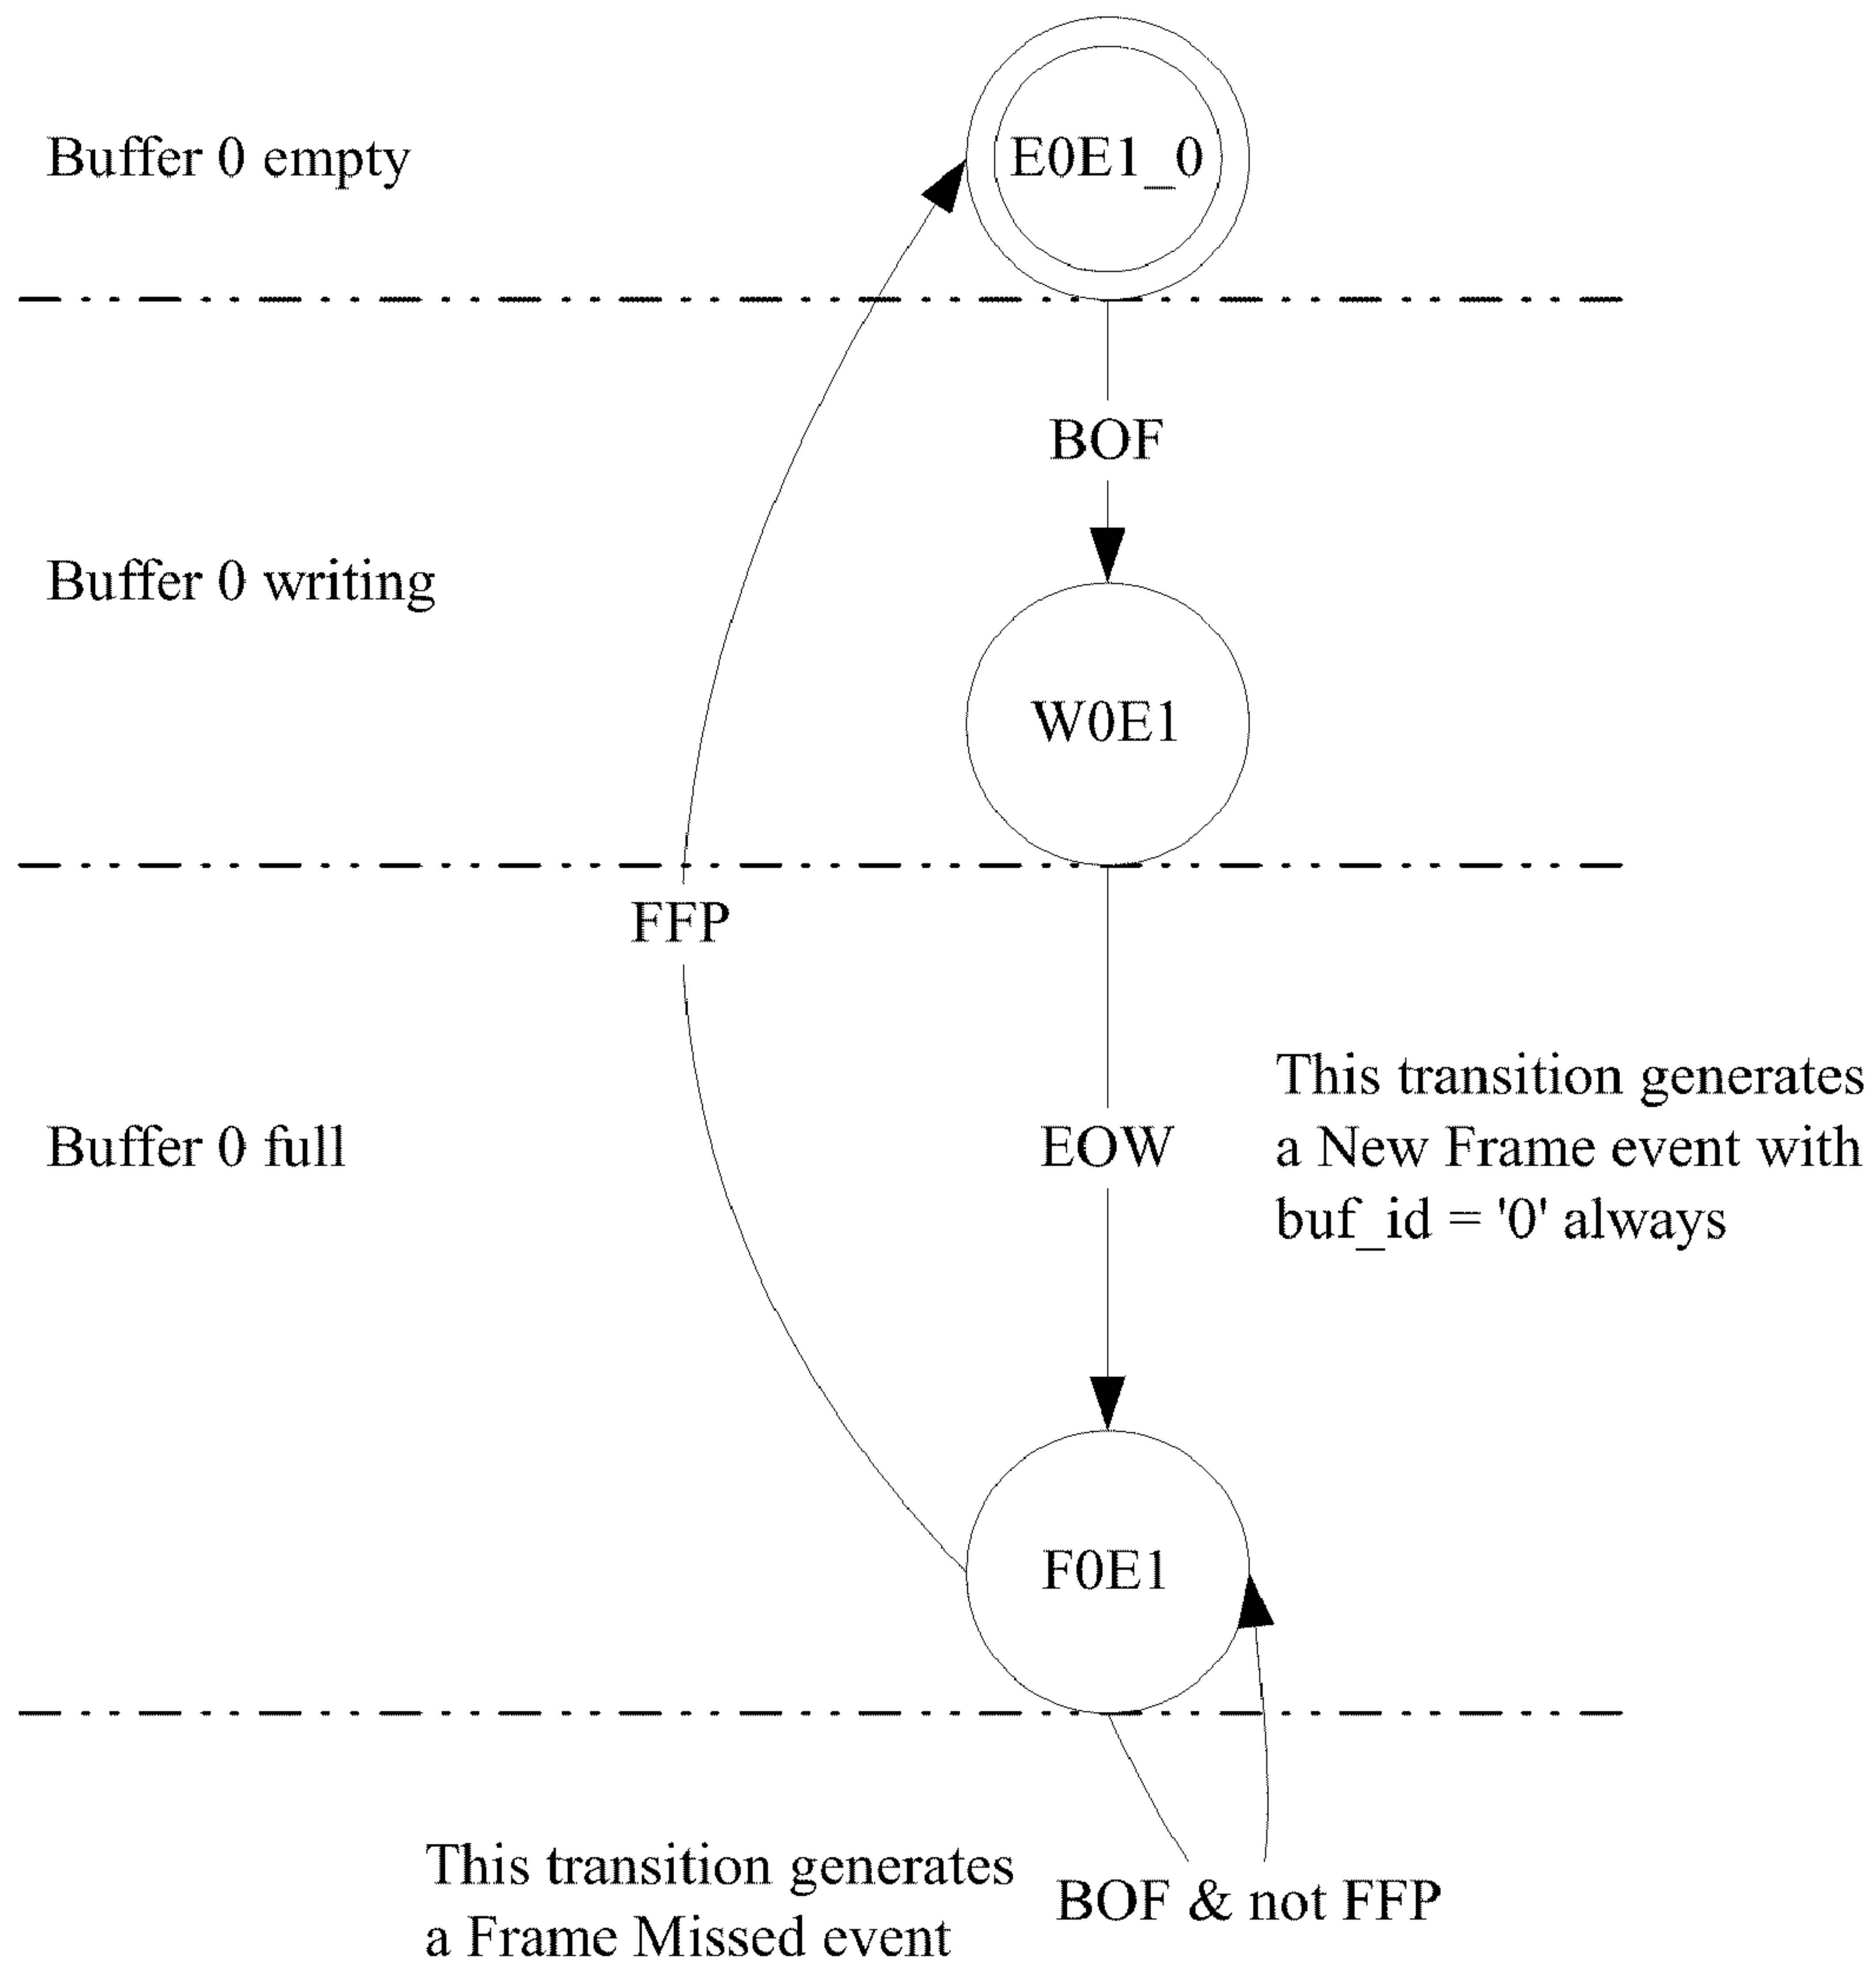 E0E1_0
Buffer 0 empty
BOF
Buffer 0 writing
W0E1
FFP
This transition generates
a New Frame event with
buf_id = '0' always
EOW
Buffer 0 full
F0E1
This transition generates
a Frame Missed event
BOF & not FFP